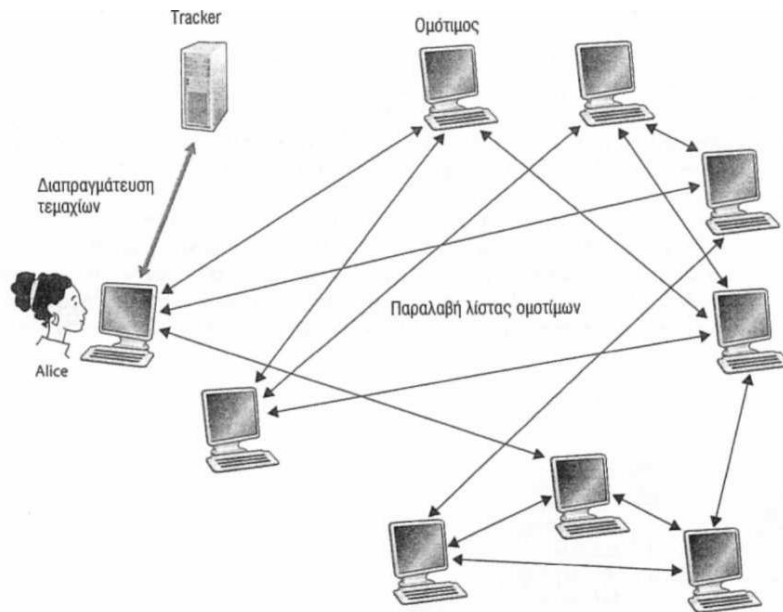 Tracker
Ομότιμος
Διαπραγμάτευση
τεμαχίων
Παραλαβή λίστας ομοτίμων
Alice